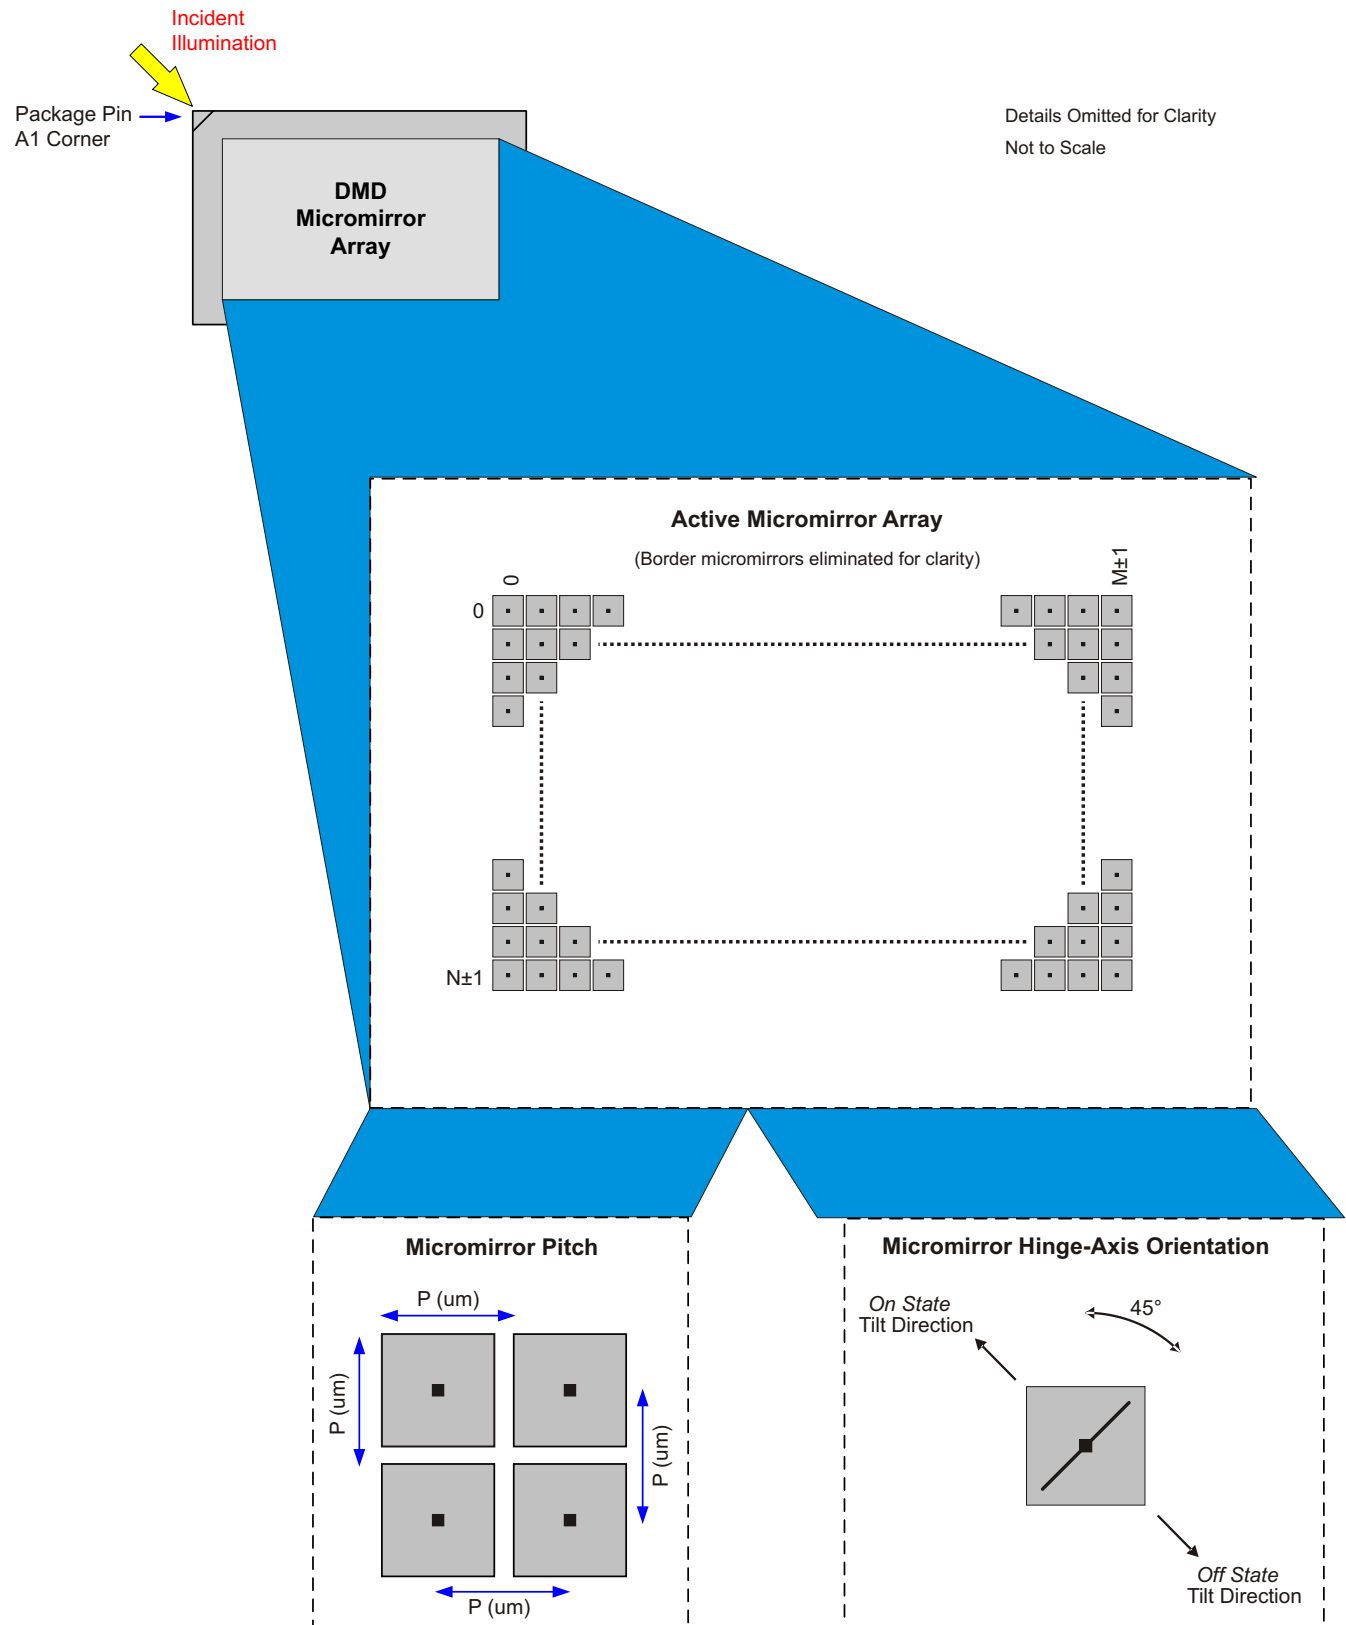 Incident
Illumination
Package Pin
A1 Corner
Details Omitted for Clarity
Not to Scale
DMD
Micromirror
Array
Active Micromirror Array
(Border micromirrors eliminated for clarity)
0
M±1
0
N±1
Micromirror Pitch
P (um)
P (um)
P (um)
P (um)
Micromirror Hinge-Axis Orientation
On State
Tilt Direction
45°
Off State
Tilt Direction